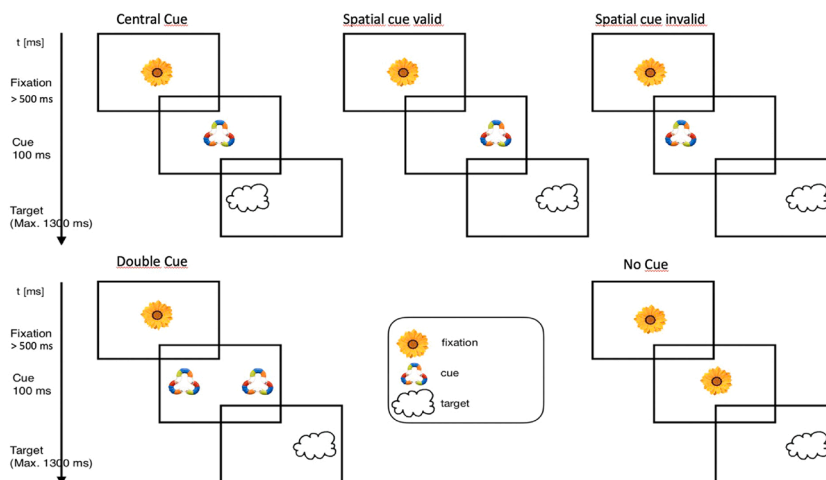 Central Cue
Spatial cue valid
Spatial cue invalid
t [ms]
Fixation
> 500 ms
Cue
100 ms
Target
(Max. 1300 ms)
Double Cue
No Cue
t [ms]
Fixation
> 500 ms
Cue
100 ms
Target
(Max. 1300 ms)
fixation
cue
target